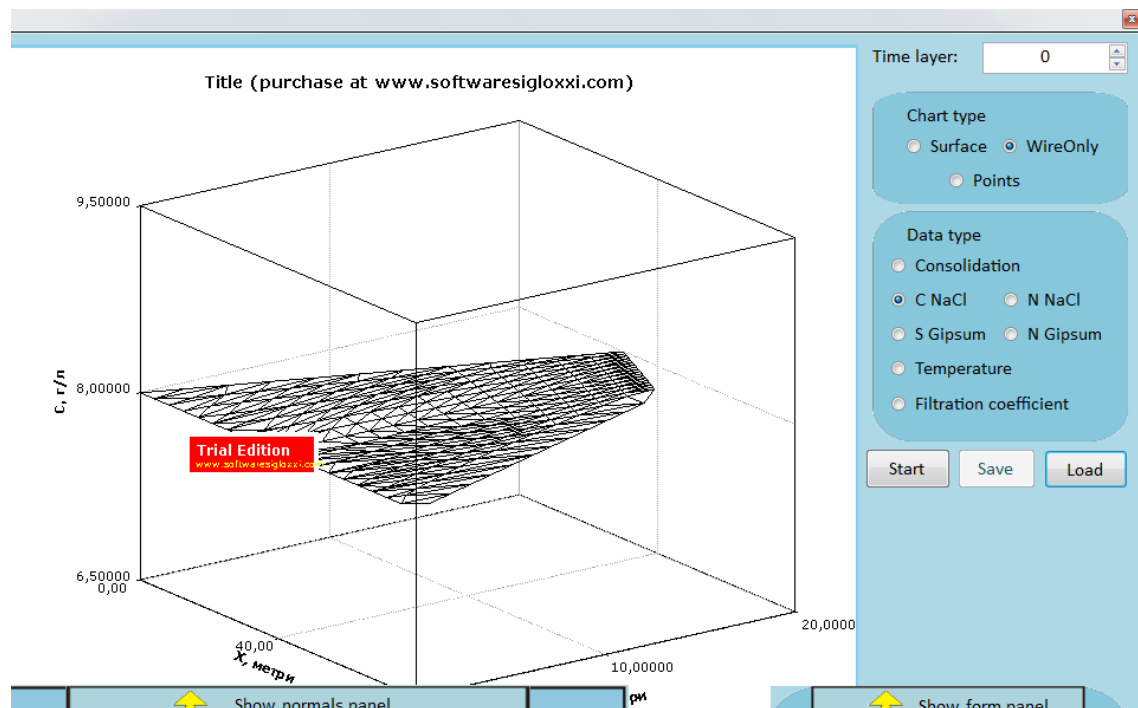 Time layer:
0
Title (purchase at www.softwaresigloxxi.com)
Chart type
Surface
WireOnly
Points
9,50000
Data type
Consolidation
C NaCl
N NaCl
S Gipsum
N Gipsum
Temperature
Filtration coefficient
8,00000
С, г/л
Trial Edition
www.softwaresigloxxi.com
Start
Save
Load
6,50000
0,00
40,00
Х, метри
10,00000
20,0000
ри
Show normals panel
Show form panel